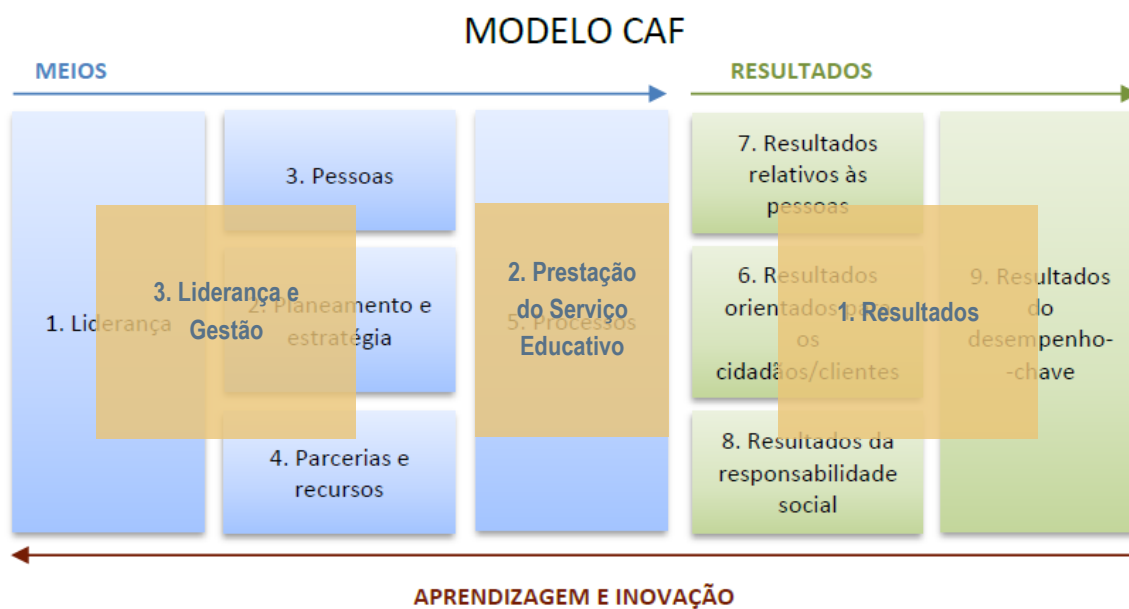 MODELO CAF
MEIOS
RESULTADOS
1. Liderança
3. Pessoas
2. Planeamento e
estratégia
4. Parcerias e
recursos
3. Liderança e
Gestão
5. Processos
2. Prestação
do Serviço
Educativo
7. Resultados
relativos às
pessoas
6. Resultados
orientados para
os
cidadãos/clientes
8. Resultados da
responsabilidade
social
1. Resultados
9. Resultados
do
desempenho-
-chave
APRENDIZAGEM E INOVAÇÃO